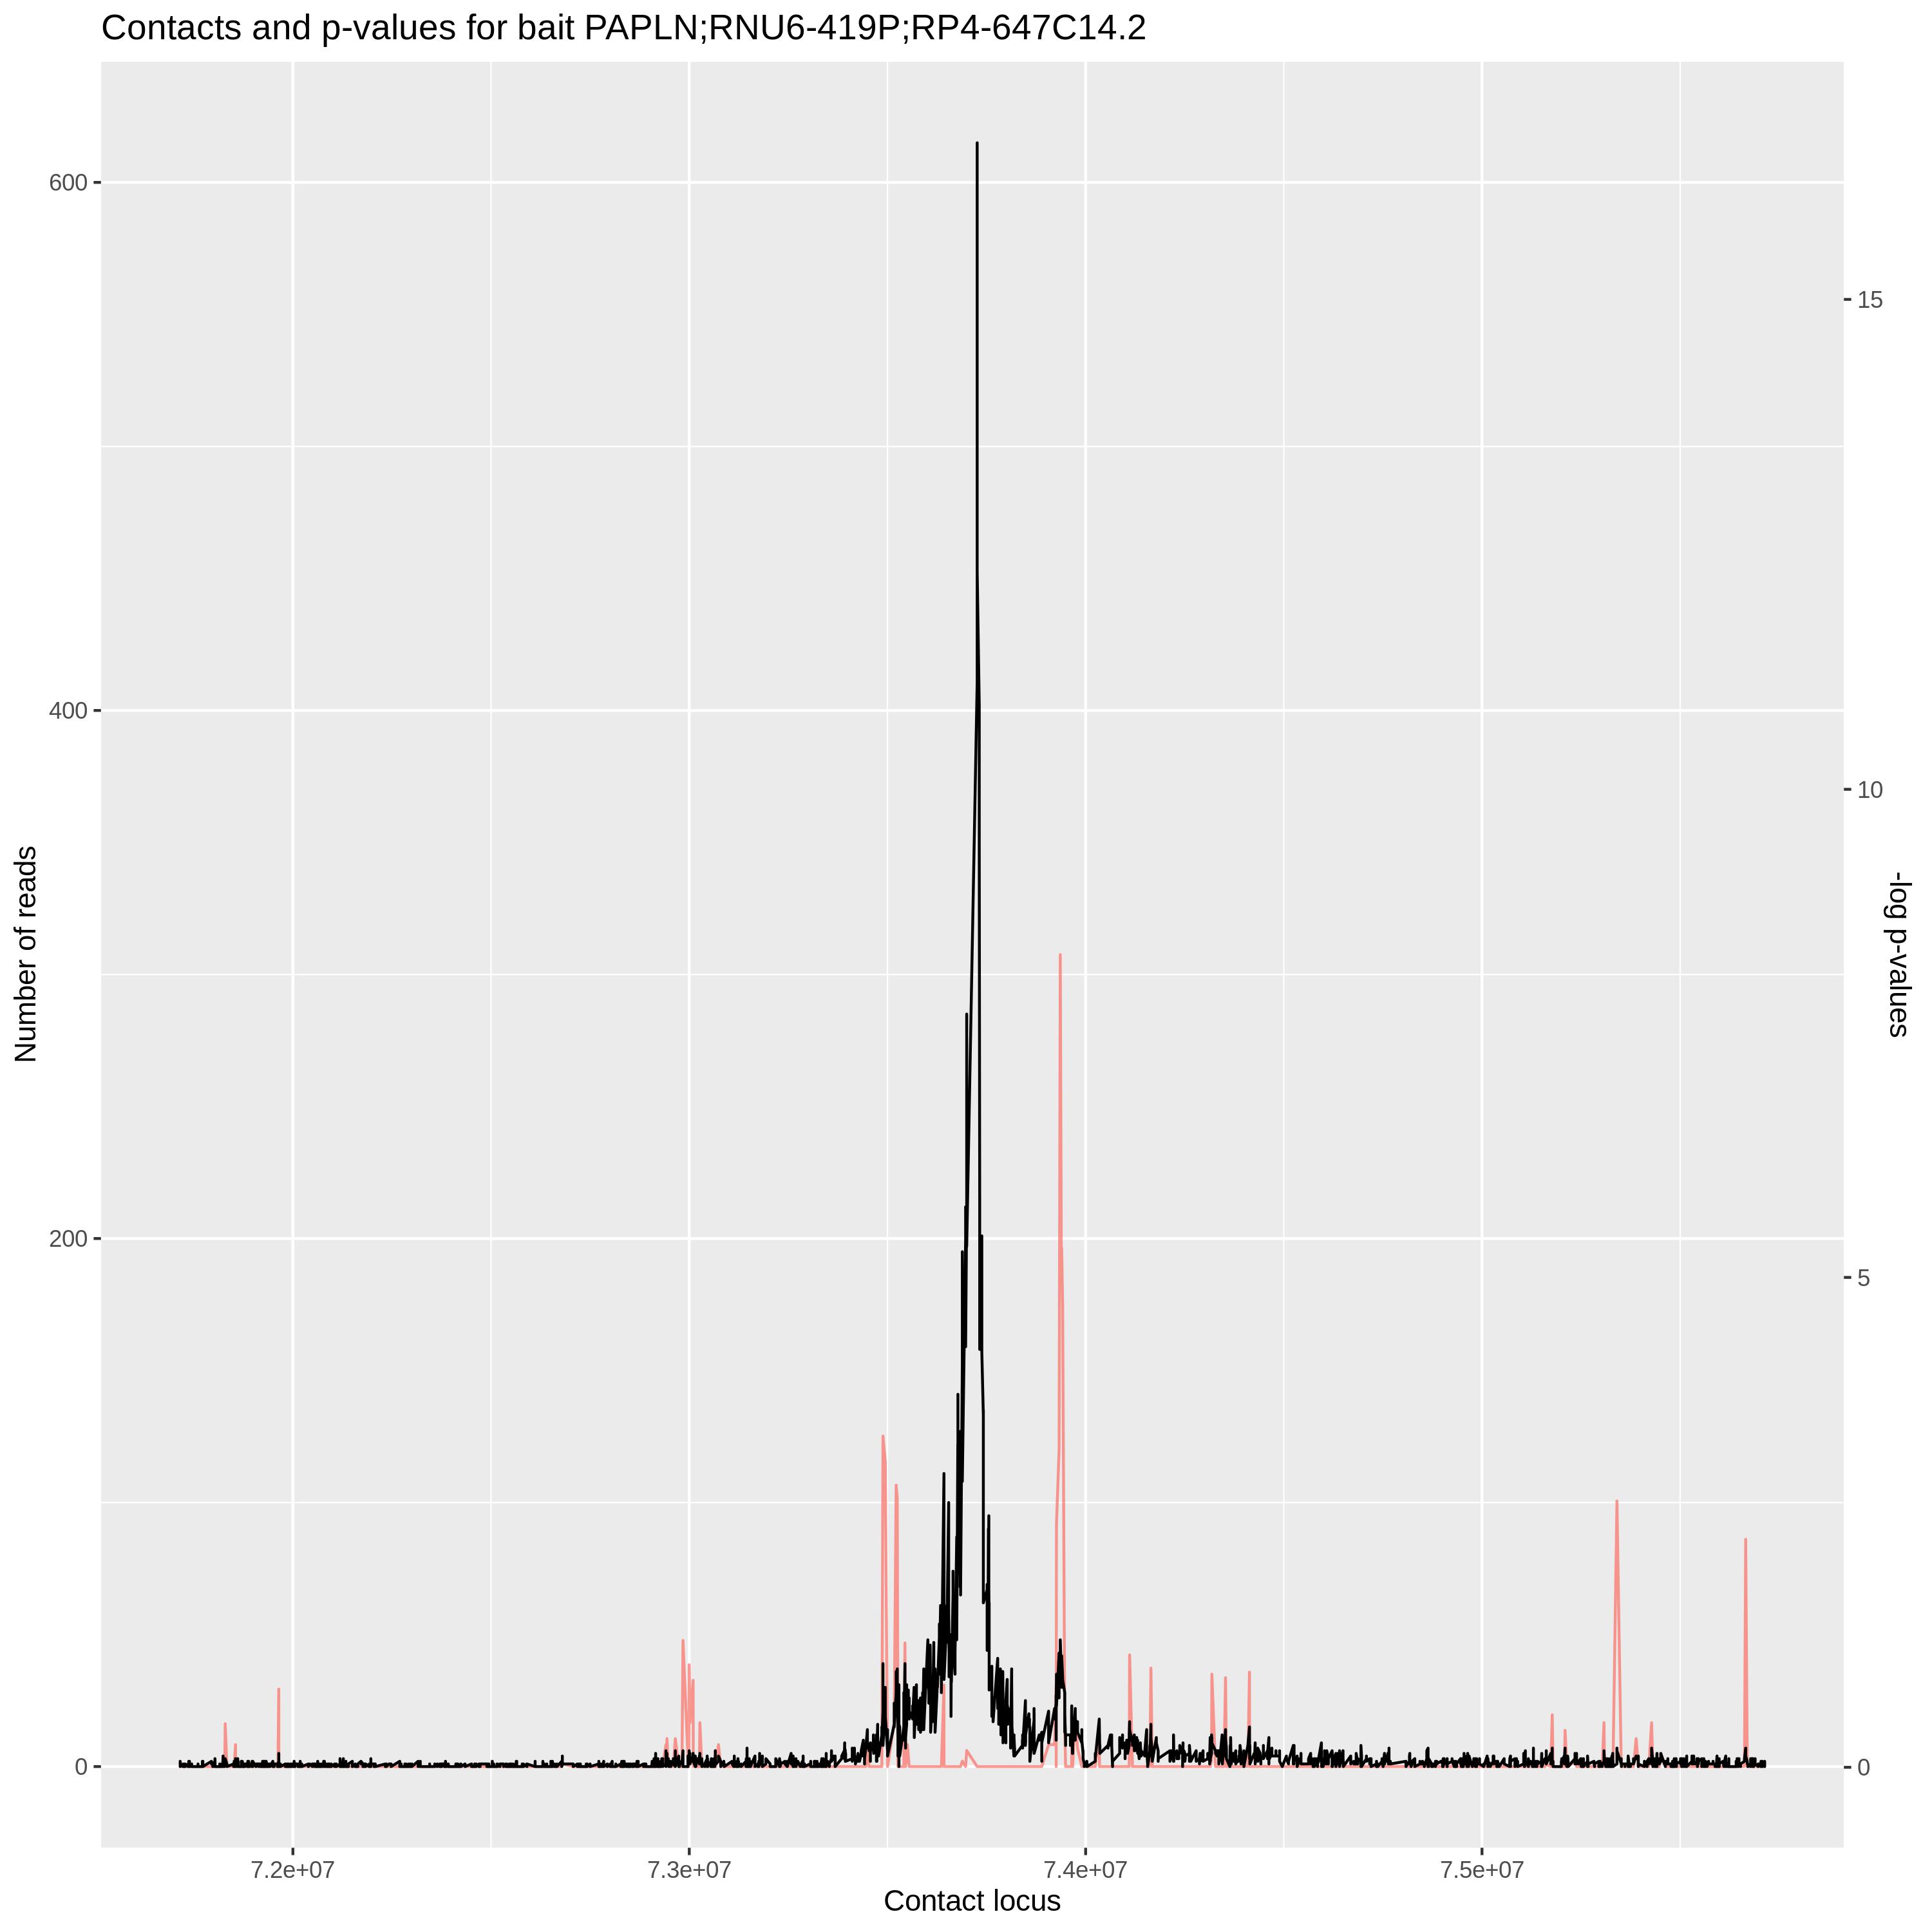 Contacts and p-values for bait PAPLN;RNU6-419P;RP4-647C14.2
600
400
200
0
15
10
5
0
Number of reads
-log p-values
7.2e+07
7.3e+07
7.4e+07
7.5e+07
Contact locus